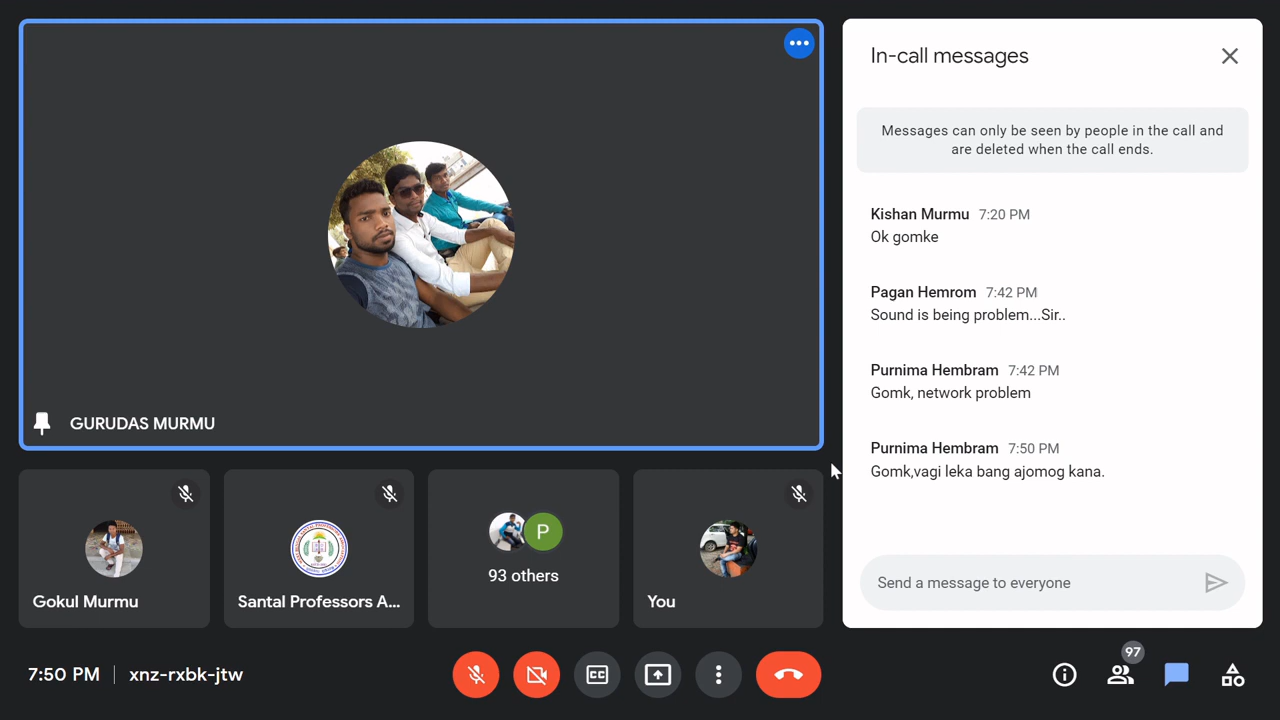 In-call messages
Messages can only be seen by people in the call and
are deleted when the call ends.
Kishan Murmu 7:20 PM
Ok gomke
Pagan Hemrom 7:42 PM
Sound is being problem...Sir..
Purnima Hembram 7:42 PM
Gomk, network problem
Purnima Hembram 7:50 PM
Gomk,vagi leka bang ajomog kana.
Send a message to everyone
GURUDAS MURMU
Gokul Murmu
Santal Professors A...
P
93 others
You
7:50 PM | xnz-rxbk-jtw
CC
97